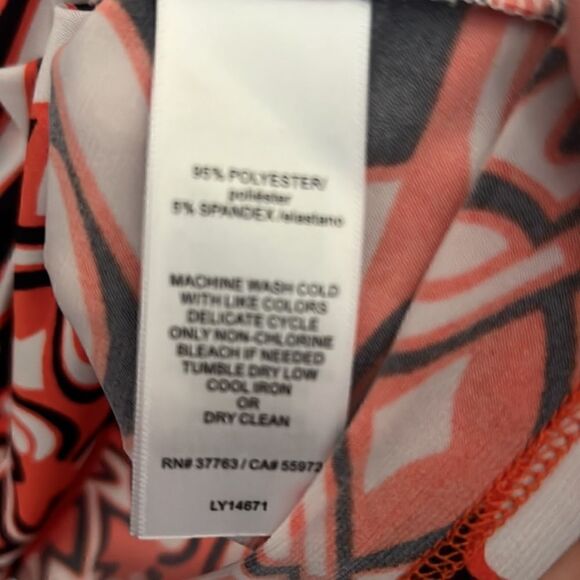 95% POLYESTER/
poliéster
5% SPANDEX/elastano
MACHINE WASH COLD
WITH LIKE COLORS
DELICATE CYCLE
ONLY NON-CHLORINE
BLEACH IF NEEDED
TUMBLE DRY LOW
COOL IRON
OR
DRY CLEAN
RN# 37763 / CA# 55972
LY14671